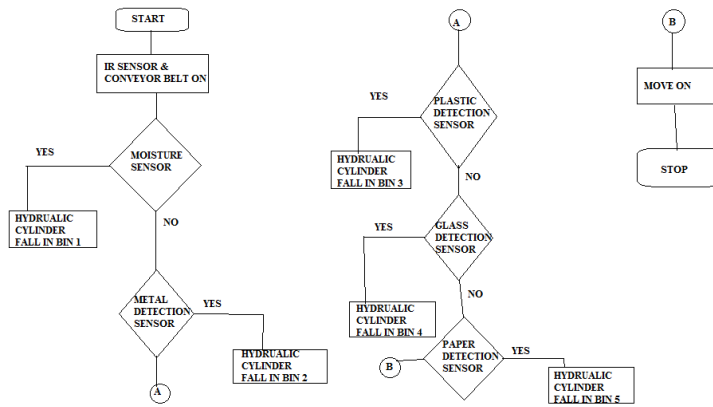 START
IR SENSOR &
CONVEYOR BELT ON
MOISTURE
SENSOR
YES
HYDRUALIC
CYLINDER
FALL IN BIN 1
NO
METAL
DETECTION
SENSOR
YES
HYDRUALIC
CYLINDER
FALL IN BIN 2
A
A
PLASTIC
DETECTION
SENSOR
YES
HYDRUALIC
CYLINDER
FALL IN BIN 3
NO
GLASS
DETECTION
SENSOR
YES
HYDRUALIC
CYLINDER
FALL IN BIN 4
NO
PAPER
DETECTION
SENSOR
B
YES
HYDRUALIC
CYLINDER
FALL IN BIN 5
B
MOVE ON
STOP